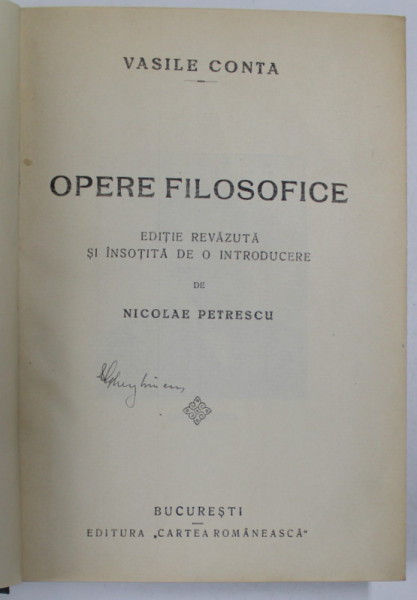 VASILE CONTA
OPERE FILOSOFICE
EDIȚIE REVĂZUTĂ
ȘI ÎNSOȚITĂ DE O INTRODUCERE
DE
NICOLAE PETRESCU
BUCUREȘTI
EDITURA „CARTEA ROMÂNEASCĂ"